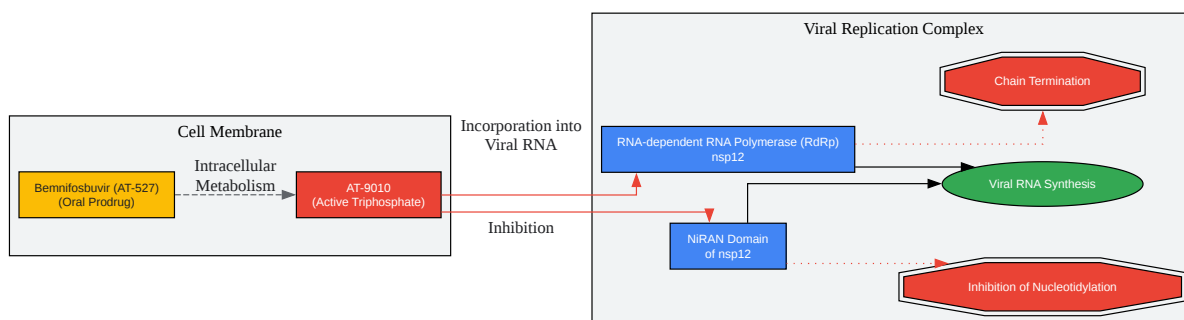 Viral Replication Complex
Chain Termination
Cell Membrane
Incorporation into
Viral RNA
RNA-dependent RNA Polymerase (RdRp)
nsp12
Intracellular
Metabolism
Bemnifosbuvir (AT-527)
(Oral Prodrug)
AT-9010
(Active Triphosphate)
Viral RNA Synthesis
Inhibition
NiRAN Domain
of nsp12
Inhibition of Nucleotidylation